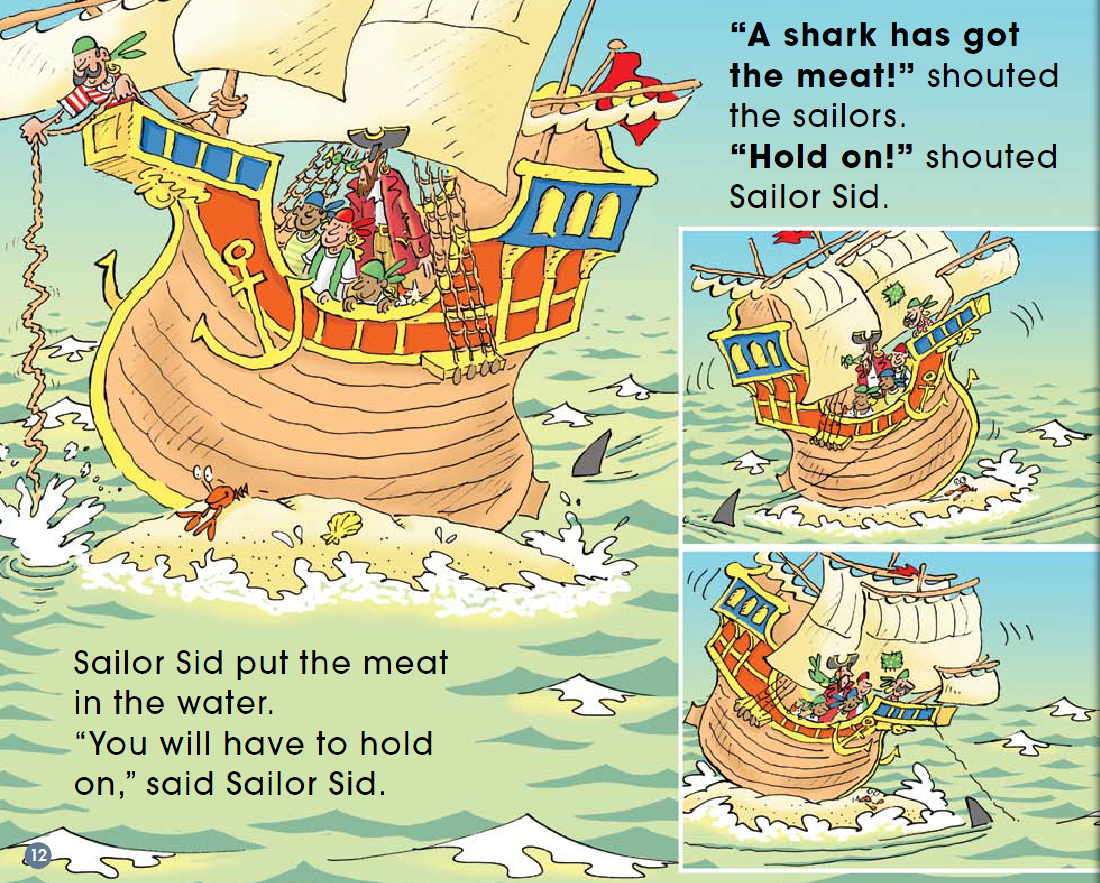 Sailor Sid put the meat
in the water.
“You will have to hold
on,” said Sailor Sid.
“A shark has got
the meat!” shouted
the sailors.
“Hold on!” shouted
Sailor Sid.
12